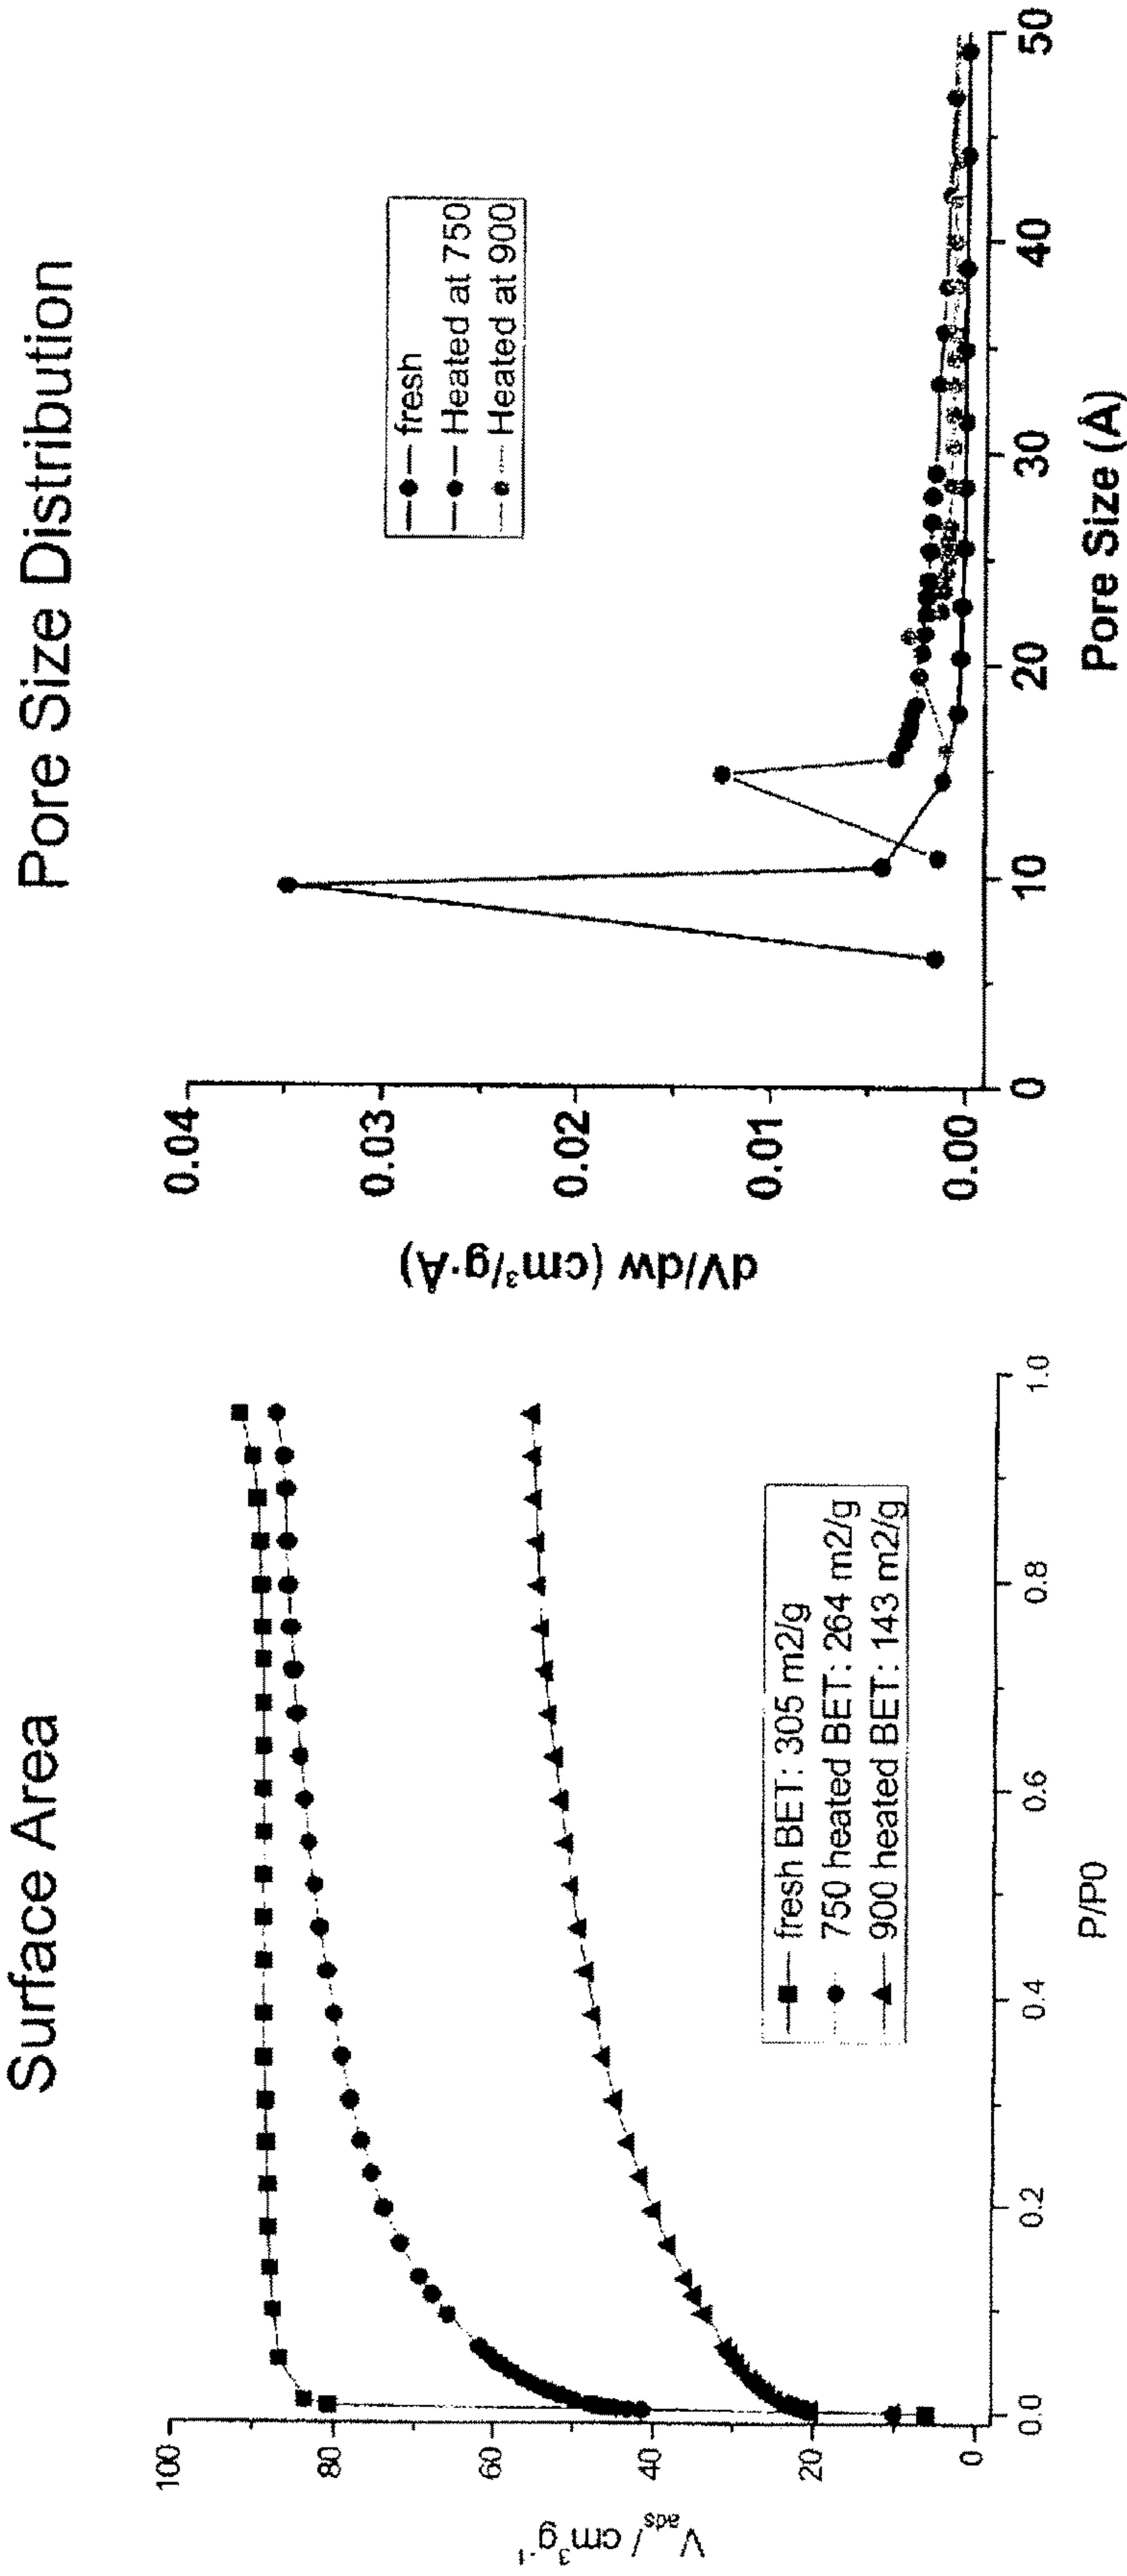 Surface Area
100
80
60
40
20
0
V_ads / cm³g⁻¹
0.0
0.2
0.4
0.6
0.8
1.0
P/P0
fresh BET: 305 m2/g
750 heated BET: 264 m2/g
900 heated BET: 143 m2/g
Pore Size Distribution
0.04
0.03
0.02
0.01
0.00
dV/dw (cm³/g·Å)
0
10
20
30
40
50
Pore Size (Å)
fresh
Heated at 750
Heated at 900